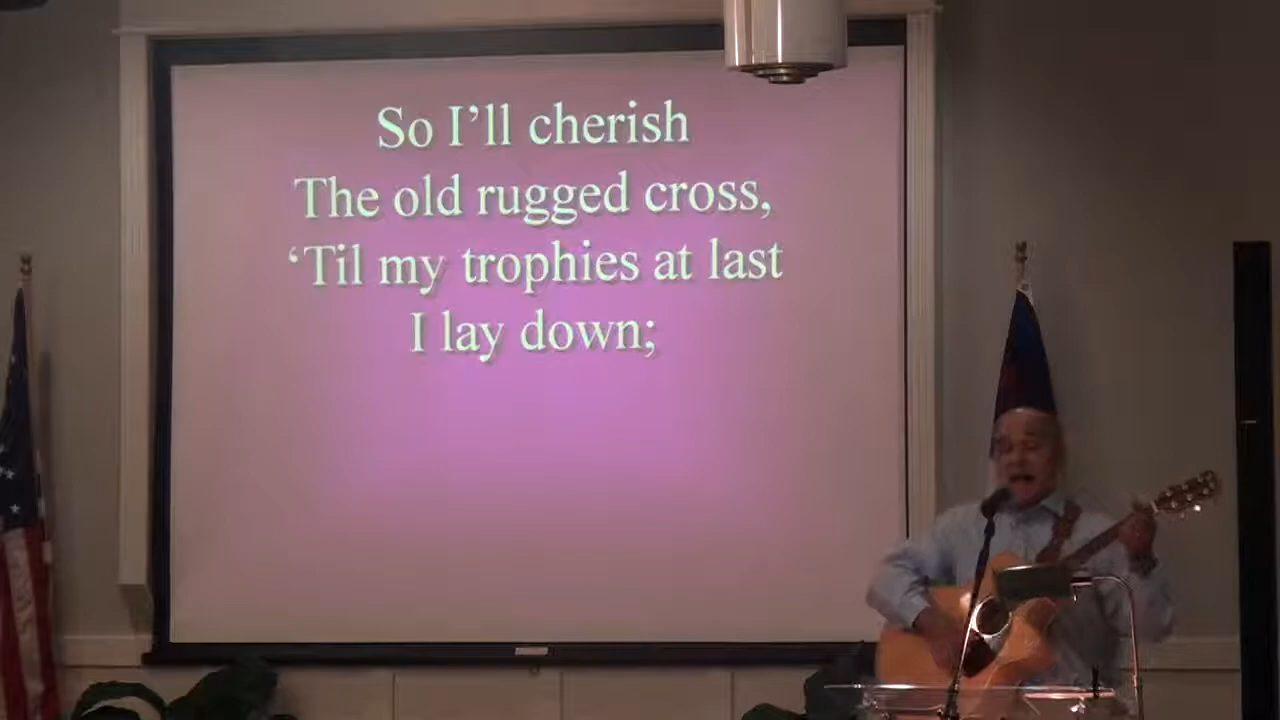 So I’ll cherish
The old rugged cross,
‘Til my trophies at last
I lay down;